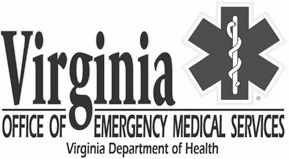 Virginia
OFFICE OF EMERGENCY MEDICAL SERVICES
Virginia Department of Health